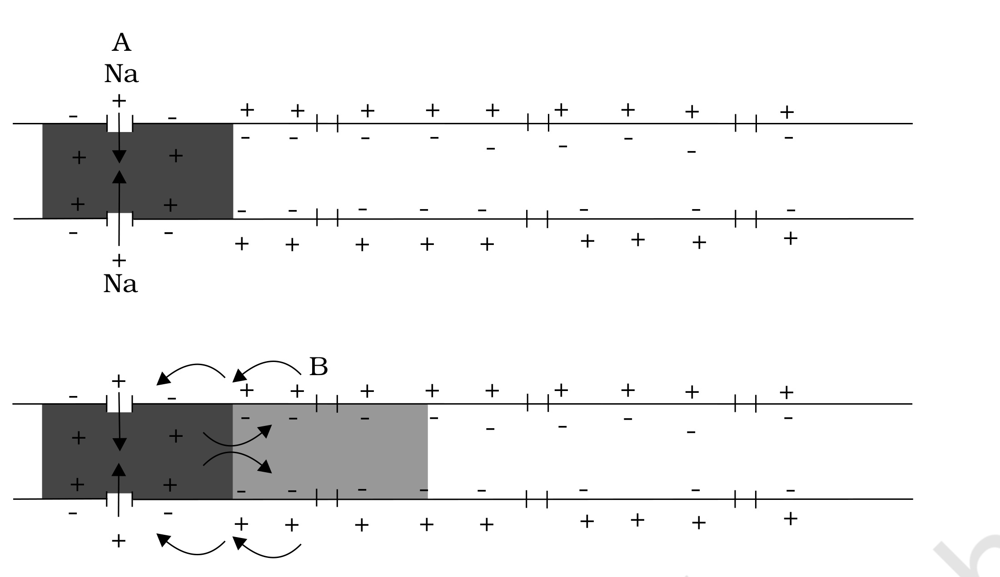 A
Na
+
- - + + + + + + + + +
- - - - - - - - -
+ +
+ +
- - - - - - - -
- - + + + + + + + + +
+
Na
B
+
- - + + + + + + + + +
- - - - - - - - -
+ +
+ +
- - - - - - - -
- - + + + + + + + + +
+